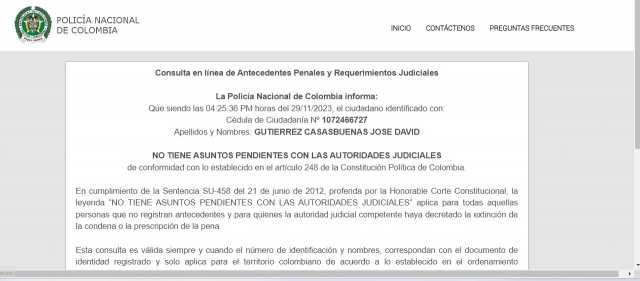 POLICÍA NACIONAL
DE COLOMBIA
INICIO CONTÁCTENOS PREGUNTAS FRECUENTES
Consulta en línea de Antecedentes Penales y Requerimientos Judiciales
La Policía Nacional de Colombia informa:
Que siendo las 04:25:36 PM horas del 29/11/2023, el ciudadano identificado con:
Cédula de Ciudadanía Nº 1072466727
Apellidos y Nombres: GUTIERREZ CASASBUENAS JOSE DAVID
NO TIENE ASUNTOS PENDIENTES CON LAS AUTORIDADES JUDICIALES
de conformidad con lo establecido en el artículo 248 de la Constitución Política de Colombia.
En cumplimiento de la Sentencia SU-458 del 21 de junio de 2012, proferida por la Honorable Corte Constitucional, la
leyenda "NO TIENE ASUNTOS PENDIENTES CON LAS AUTORIDADES JUDICIALES" aplica para todas aquellas
personas que no registran antecedentes y para quienes la autoridad judicial competente haya decretado la extinción de
la condena o la prescripción de la pena.
Esta consulta es válida siempre y cuando el número de identificación y nombres, correspondan con el documento de
identidad registrado y solo aplica para el territorio colombiano de acuerdo a lo establecido en el ordenamiento